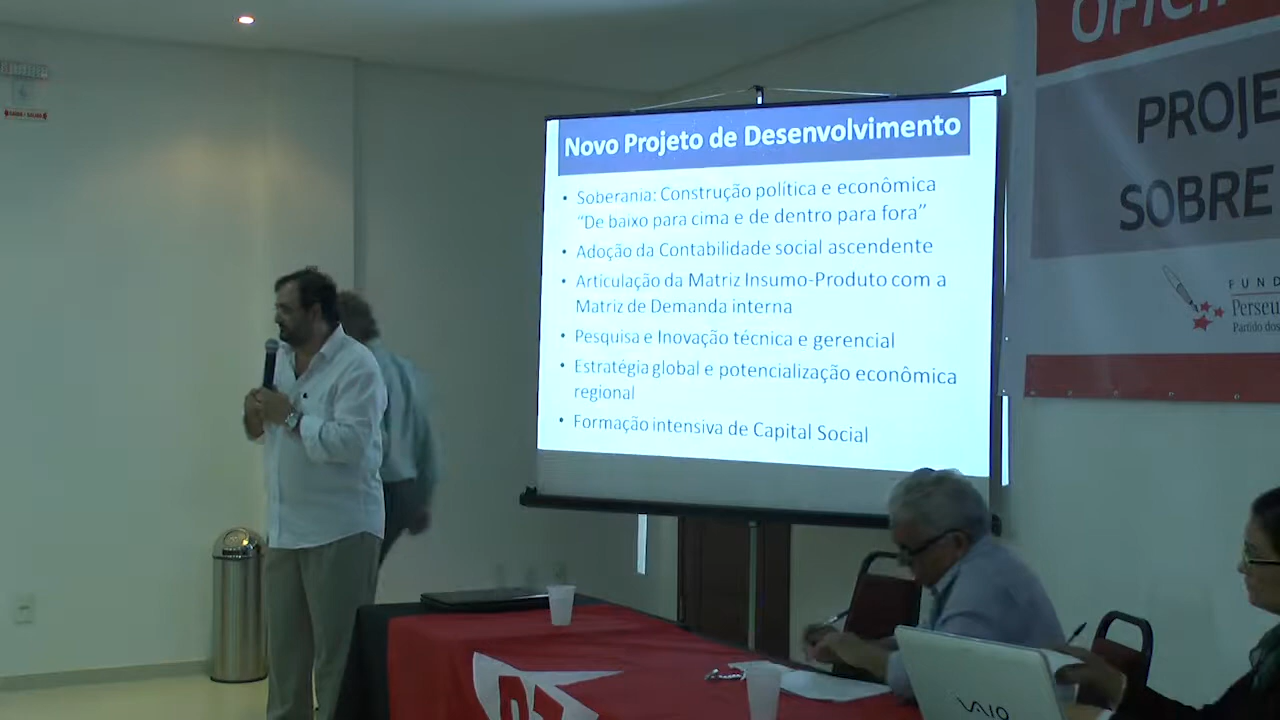 Novo Projeto de Desenvolvimento
• Soberania: Construção política e econômica
“De baixo para cima e de dentro para fora”
• Adoção da Contabilidade social ascendente
• Articulação da Matriz Insumo-Produto com a
Matriz de Demanda interna
• Pesquisa e Inovação técnica e gerencial
• Estratégia global e potencialização econômica
regional
• Formação intensiva de Capital Social
OFICI
PROJE
SOBRE
FUND
Perseu
Partido dos
PT
VAIO